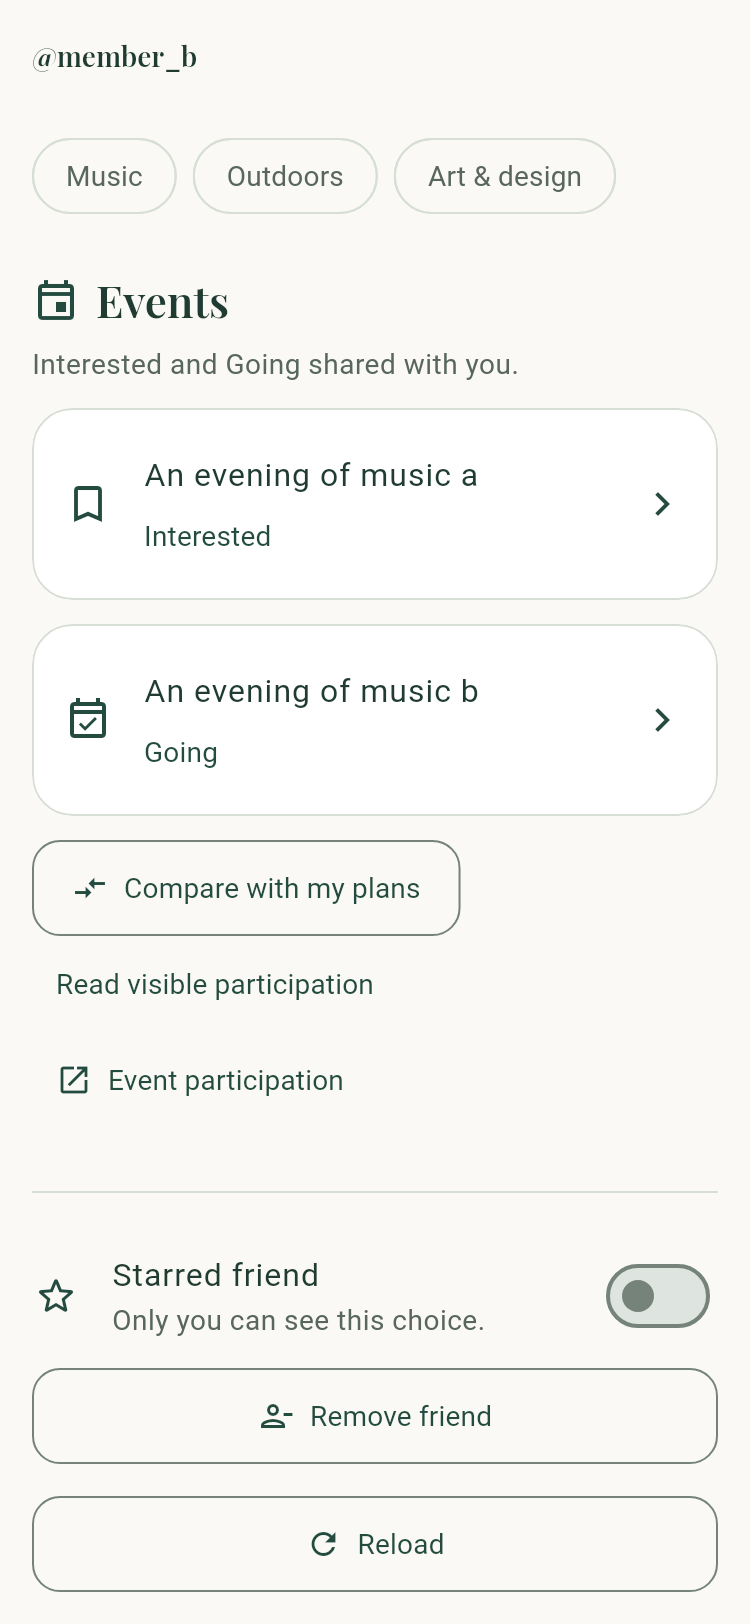 @member_b
Music
Outdoors
Art & design
Events
Interested and Going shared with you.
An evening of music a
Interested
An evening of music b
Going
Compare with my plans
Read visible participation
Event participation
Starred friend
Only you can see this choice.
Remove friend
Reload